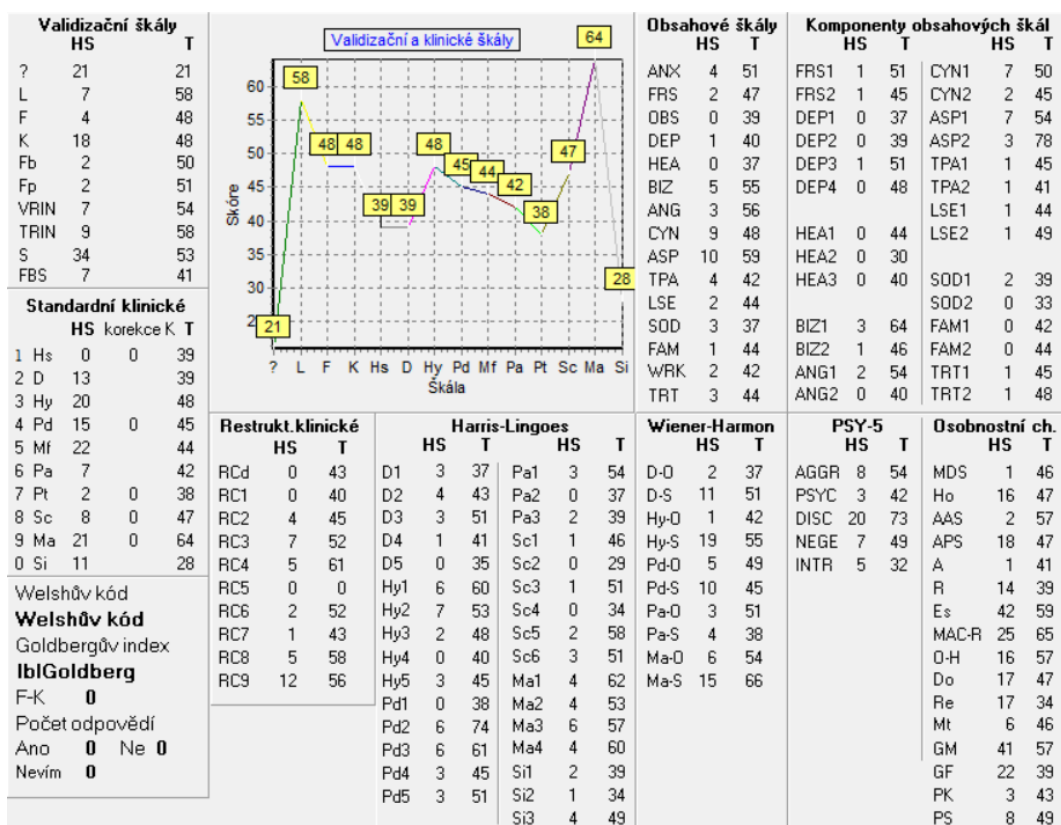 Validizační škály
HS T
? 21 21
L 7 58
F 4 48
K 18 48
Fb 2 50
Fp 2 51
VRIN 7 54
TRIN 9 58
S 34 53
FBS 7 41
Standardní klinické
HS korekce K T
1 Hs 0 0 39
2 D 13 39
3 Hy 20 48
4 Pd 15 0 45
5 Mf 22 44
6 Pa 7 42
7 Pt 2 0 38
8 Sc 8 0 47
9 Ma 21 0 64
0 Si 11 28
Welshův kód
Welshův kód
Goldbergův index
lblGoldberg
F-K 0
Počet odpovědí
Ano 0 Ne 0
Nevím 0
Validizační a klinické škály
64
58
48 48 48 45 44 42 47
39 39 38
28
21
60
55
50
45
40
35
30
Skóre
? L F K Hs D Hy Pd Mf Pa Pt Sc Ma Si
Škála
Obsahové škály
HS T
ANX 4 51
FRS 2 47
OBS 0 39
DEP 1 40
HEA 0 37
BIZ 5 55
ANG 3 56
CYN 9 48
ASP 10 59
TPA 4 42
LSE 2 44
SOD 3 37
FAM 1 44
WRK 2 42
TRT 3 44
Komponenty obsahových škál
HS T HS T
FRS1 1 51 CYN1 7 50
FRS2 1 45 CYN2 2 45
DEP1 0 37 ASP1 7 54
DEP2 0 39 ASP2 3 78
DEP3 1 51 TPA1 1 45
DEP4 0 48 TPA2 1 41
LSE1 1 44
HEA1 0 44 LSE2 1 49
HEA2 0 30
HEA3 0 40 SOD1 2 39
SOD2 0 33
BIZ1 3 64 FAM1 0 42
BIZ2 1 46 FAM2 0 44
ANG1 2 54 TRT1 1 45
ANG2 0 40 TRT2 1 48
Restrukt.klinické
HS T
RCd 0 43
RC1 0 40
RC2 4 45
RC3 7 52
RC4 5 61
RC5 0 0
RC6 2 52
RC7 1 43
RC8 5 58
RC9 12 56
Harris-Lingoes
HS T HS T
D1 3 37 Pa1 3 54
D2 4 43 Pa2 0 37
D3 3 51 Pa3 2 39
D4 1 41 Sc1 1 46
D5 0 35 Sc2 0 29
Hy1 6 60 Sc3 1 51
Hy2 7 53 Sc4 0 34
Hy3 2 48 Sc5 2 58
Hy4 0 40 Sc6 3 51
Hy5 3 45 Ma1 4 62
Pd1 0 38 Ma2 4 53
Pd2 6 74 Ma3 6 57
Pd3 6 61 Ma4 4 60
Pd4 3 45 Si1 2 39
Pd5 3 51 Si2 1 34
Si3 4 49
Wiener-Harmon
HS T
D-O 2 37
D-S 11 51
Hy-O 1 42
Hy-S 19 55
Pd-O 5 49
Pd-S 10 45
Pa-O 3 51
Pa-S 4 38
Ma-O 6 54
Ma-S 15 66
PSY-5
HS T
AGGR 8 54
PSYC 3 42
DISC 20 73
NEGE 7 49
INTR 5 32
Osobnostní ch.
HS T
MDS 1 46
Ho 16 47
AAS 2 57
APS 18 47
A 1 41
R 14 39
Es 42 59
MAC-R 25 65
O-H 16 57
Do 17 47
Re 17 34
Mt 6 46
GM 41 57
GF 22 39
PK 3 43
PS 8 49